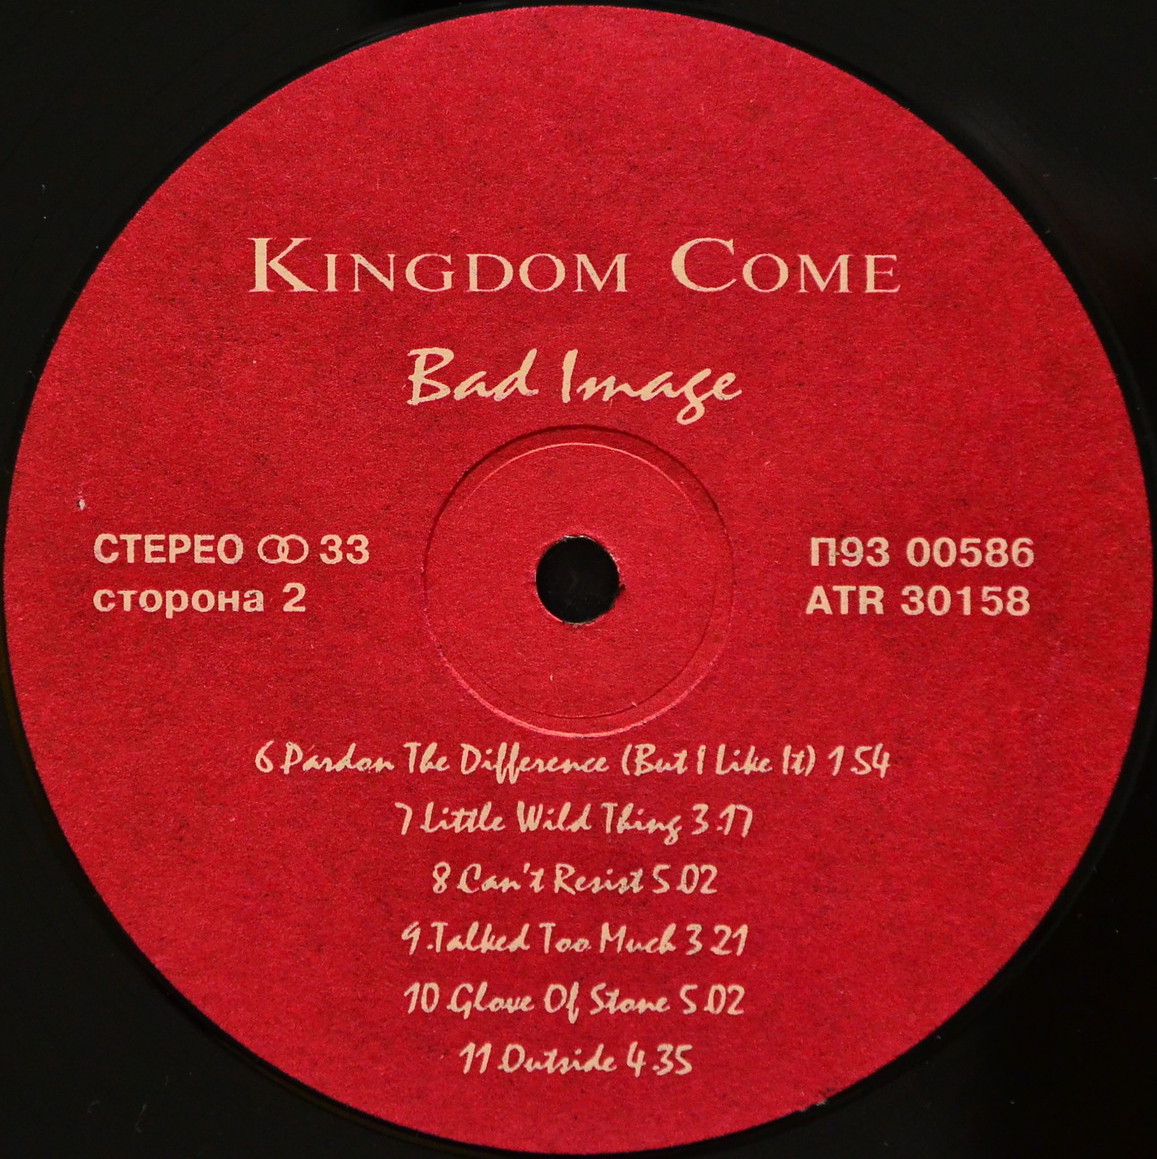 KINGDOM COME
Bad Image
СТЕРЕО 33
сторона 2
П93 00586
ATR 30158
6 Pardon The Difference (But I Like It) 1 54
7 Little Wild Thing 3.17
8 Can't Resist 5.02
9.Talked Too Much 3 21
10 Glove Of Stone 5.02
11 Outside 4.35